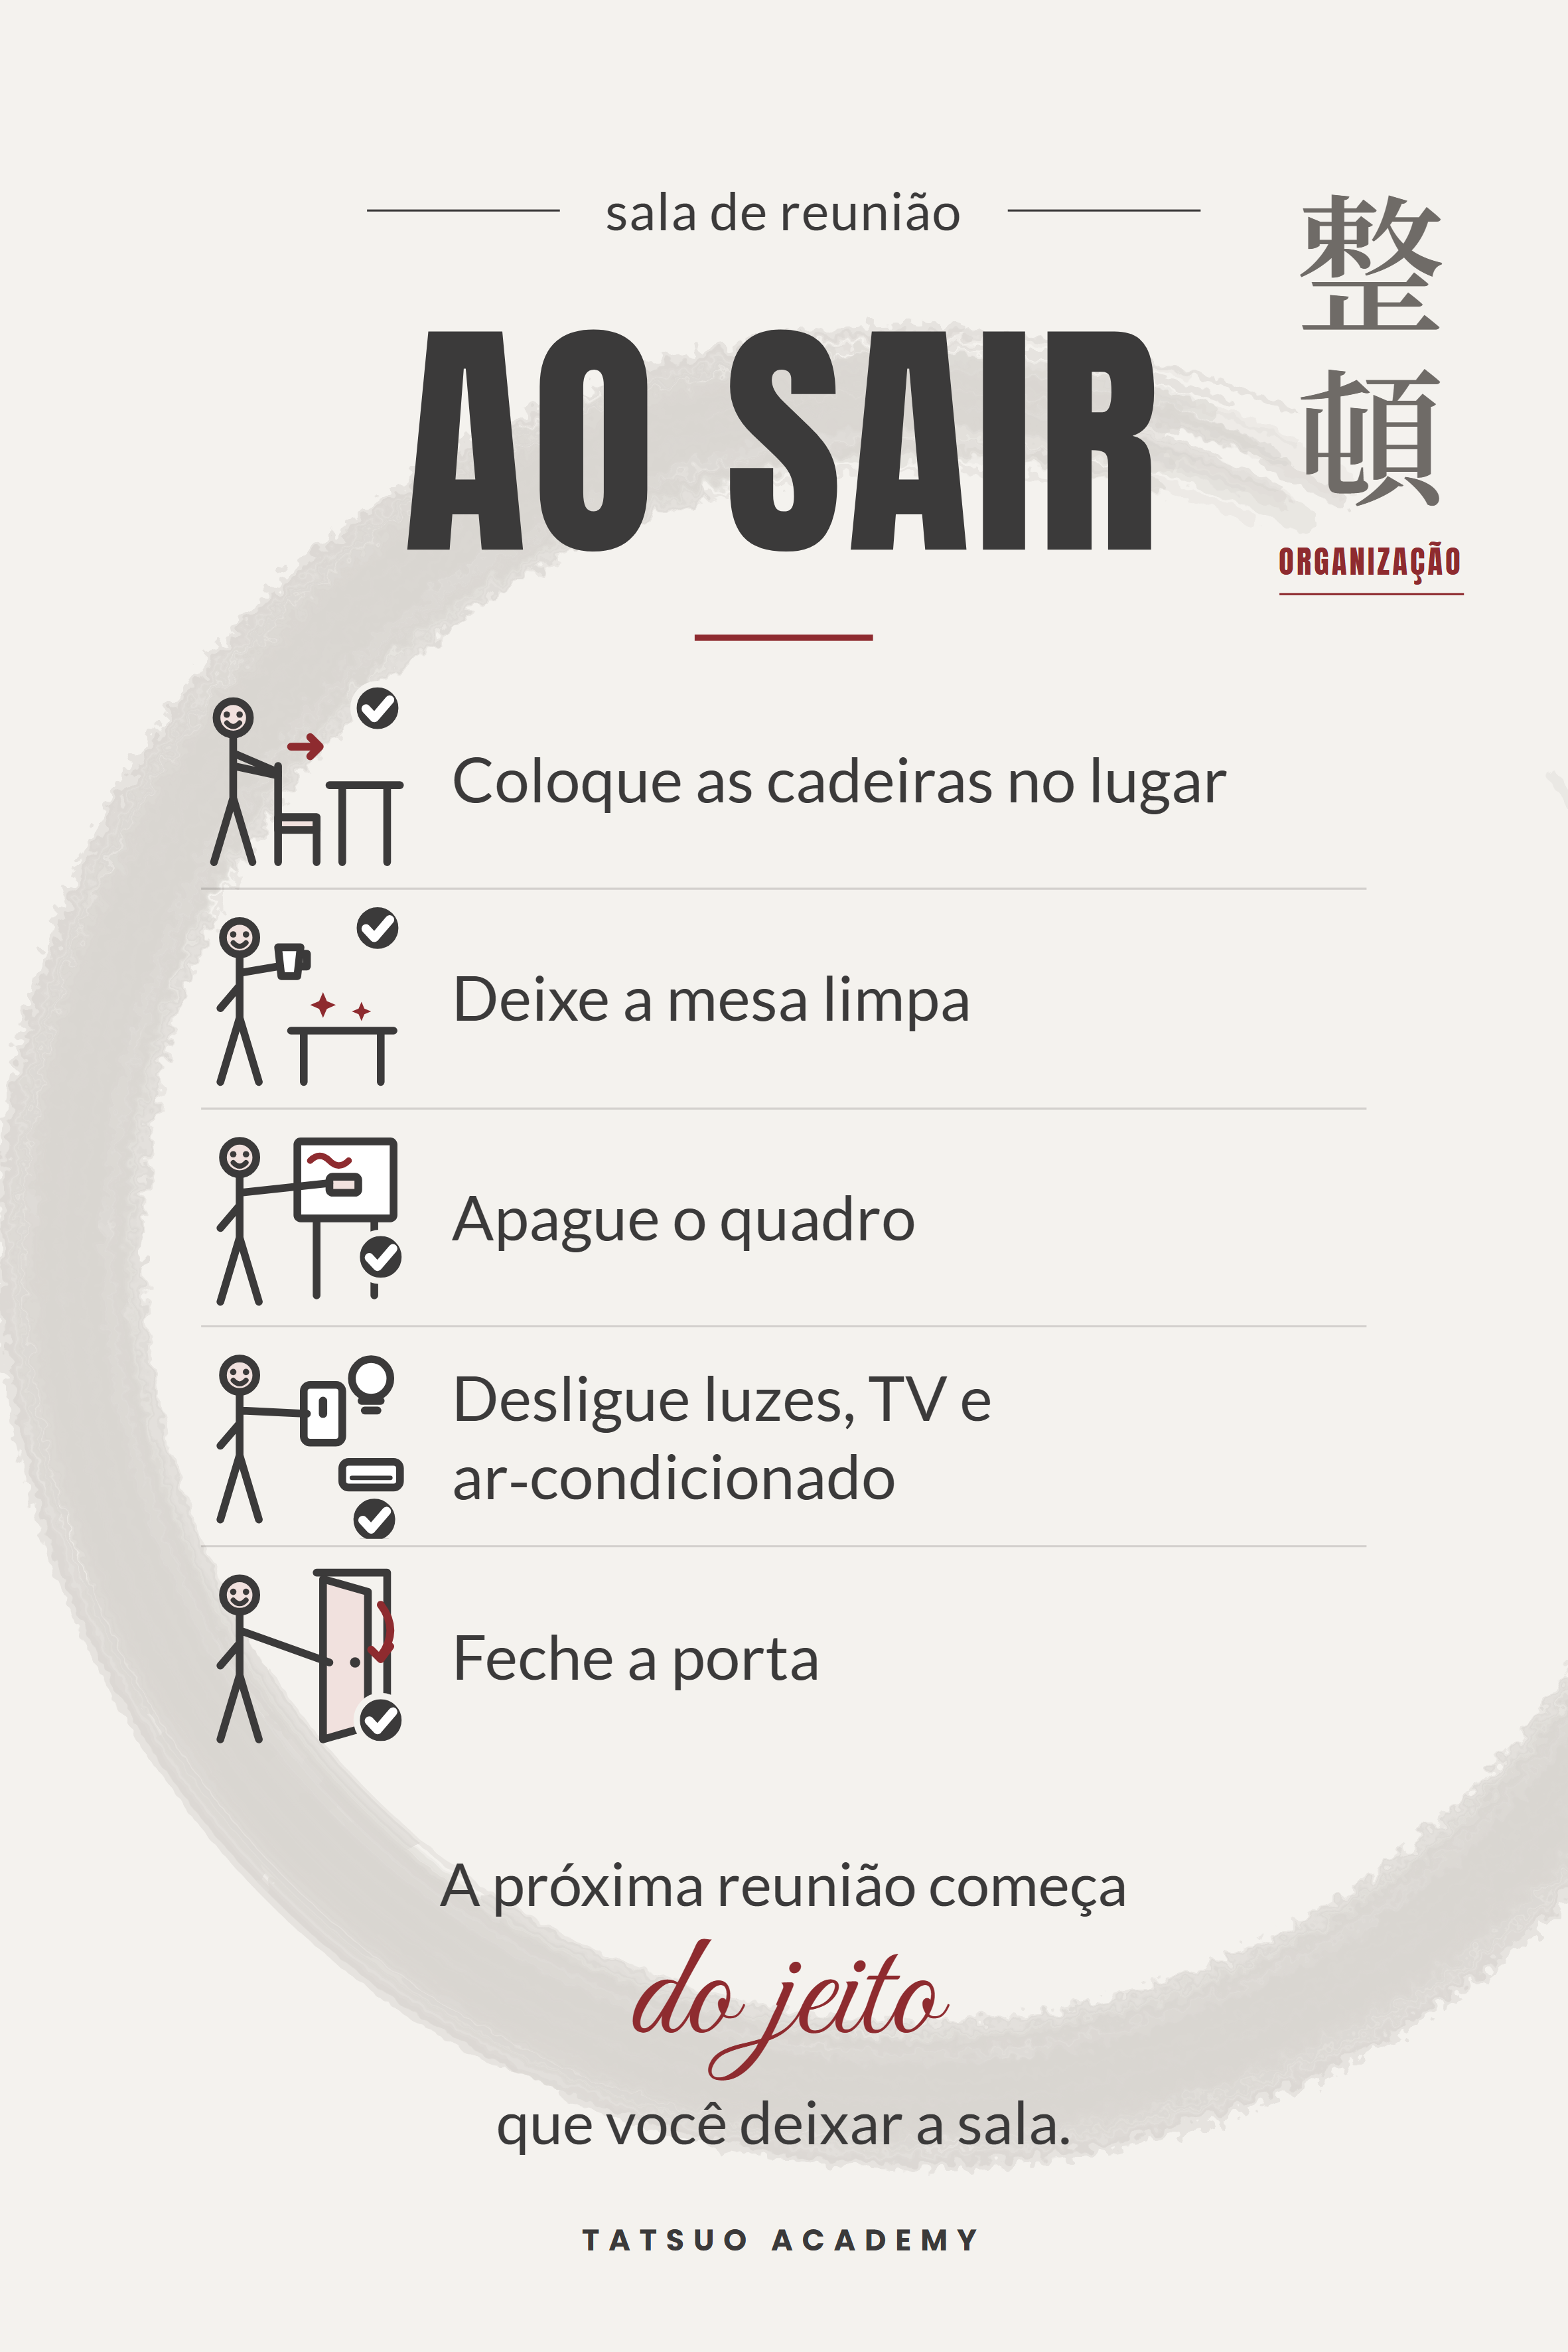 sala de reunião
AO SAIR
整
頓
ORGANIZAÇÃO
Coloque as cadeiras no lugar
Deixe a mesa limpa
Apague o quadro
Desligue luzes, TV e
ar-condicionado
Feche a porta
A próxima reunião começa
do jeito
que você deixar a sala.
TATSUO ACADEMY